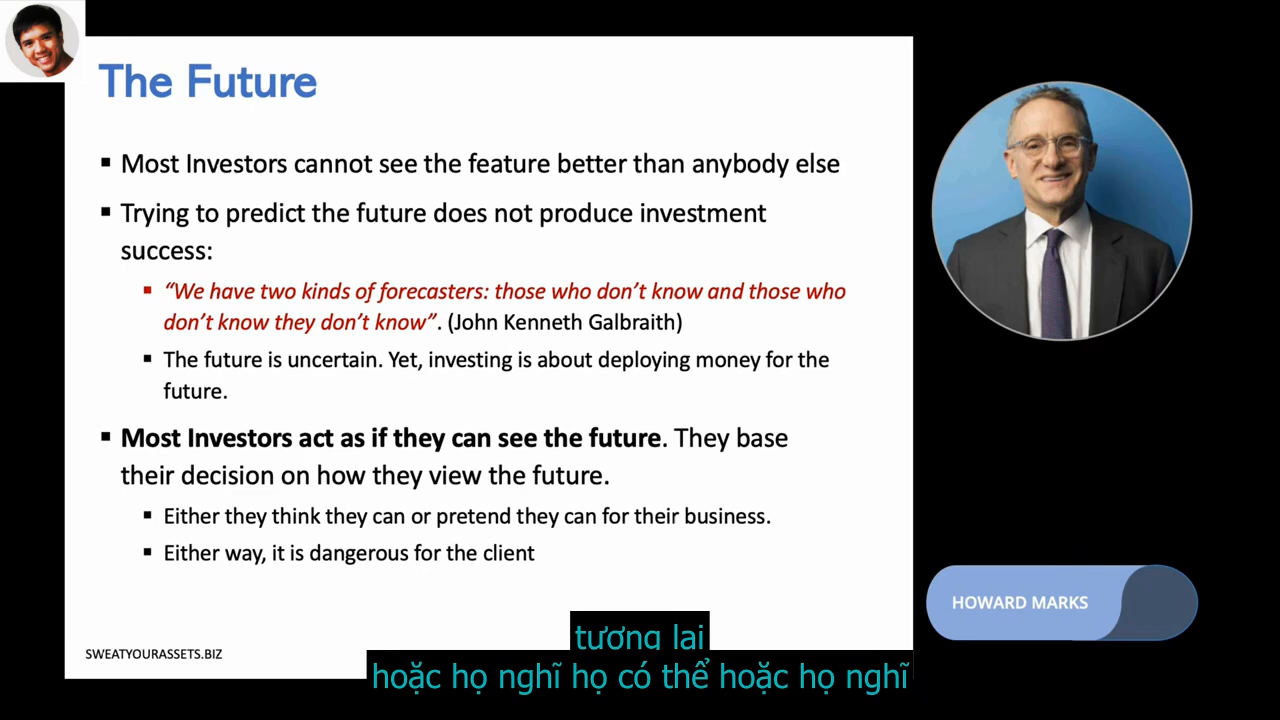 The Future
▪ Most Investors cannot see the feature better than anybody else
▪ Trying to predict the future does not produce investment
success:
▪ “We have two kinds of forecasters: those who don’t know and those who
don’t know they don’t know”. (John Kenneth Galbraith)
▪ The future is uncertain. Yet, investing is about deploying money for the
future.
▪ Most Investors act as if they can see the future. They base
their decision on how they view the future.
▪ Either they think they can or pretend they can for their business.
▪ Either way, it is dangerous for the client
HOWARD MARKS
SWEATYOURASSETS.BIZ
tương lai
hoặc họ nghĩ họ có thể hoặc họ nghĩ